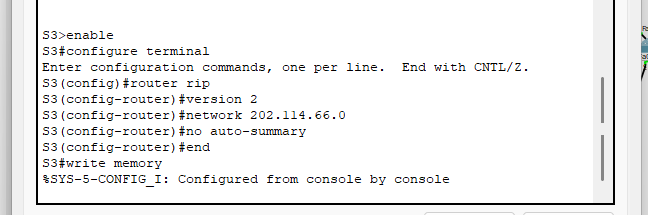 S3>enable
S3#configure terminal
Enter configuration commands, one per line.  End with CNTL/Z.
S3(config)#router rip
S3(config-router)#version 2
S3(config-router)#network 202.114.66.0
S3(config-router)#no auto-summary
S3(config-router)#end
S3#write memory
%SYS-5-CONFIG_I: Configured from console by console